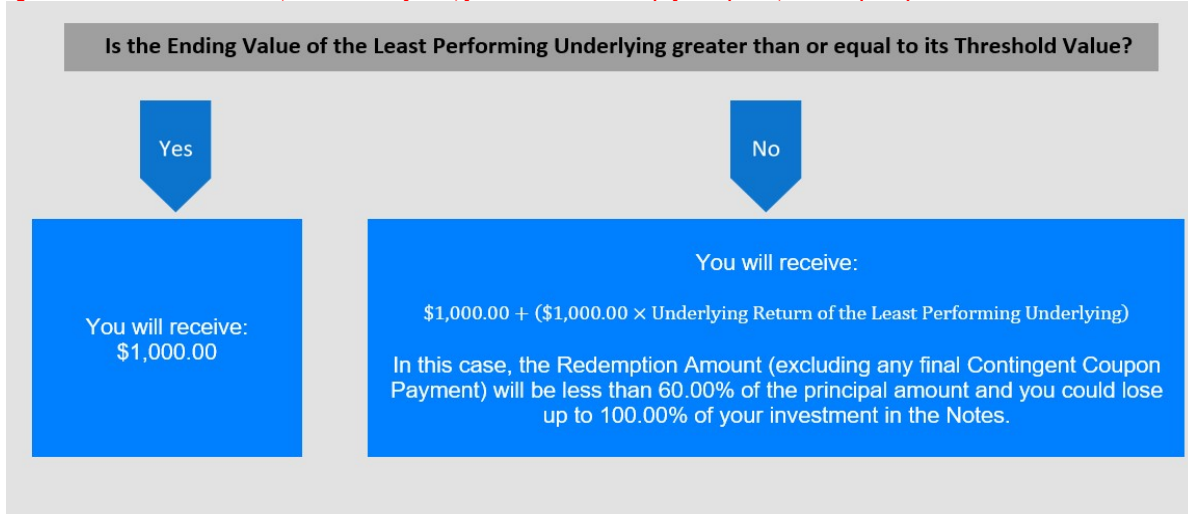 Is the Ending Value of the Least Performing Underlying greater than or equal to its Threshold Value?
Yes
No
You will receive:
$1,000.00
You will receive:
$1,000.00 + ($1,000.00 × Underlying Return of the Least Performing Underlying)
In this case, the Redemption Amount (excluding any final Contingent Coupon
Payment) will be less than 60.00% of the principal amount and you could lose
up to 100.00% of your investment in the Notes.